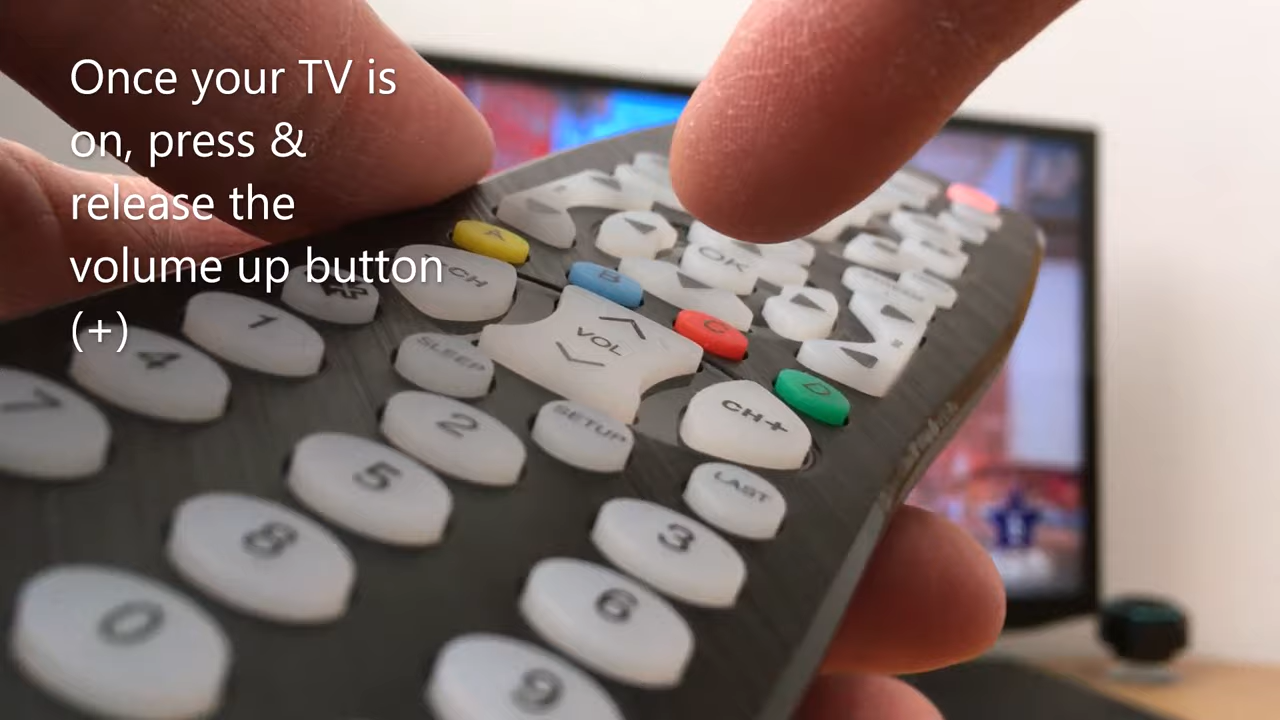 Once your TV is
on, press &
release the
volume up button
(+)
A
CH
B
OK
C
VOL
D
CH+
1
SLEEP
SETUP
LAST
4
2
7
5
3
8
6
0
9